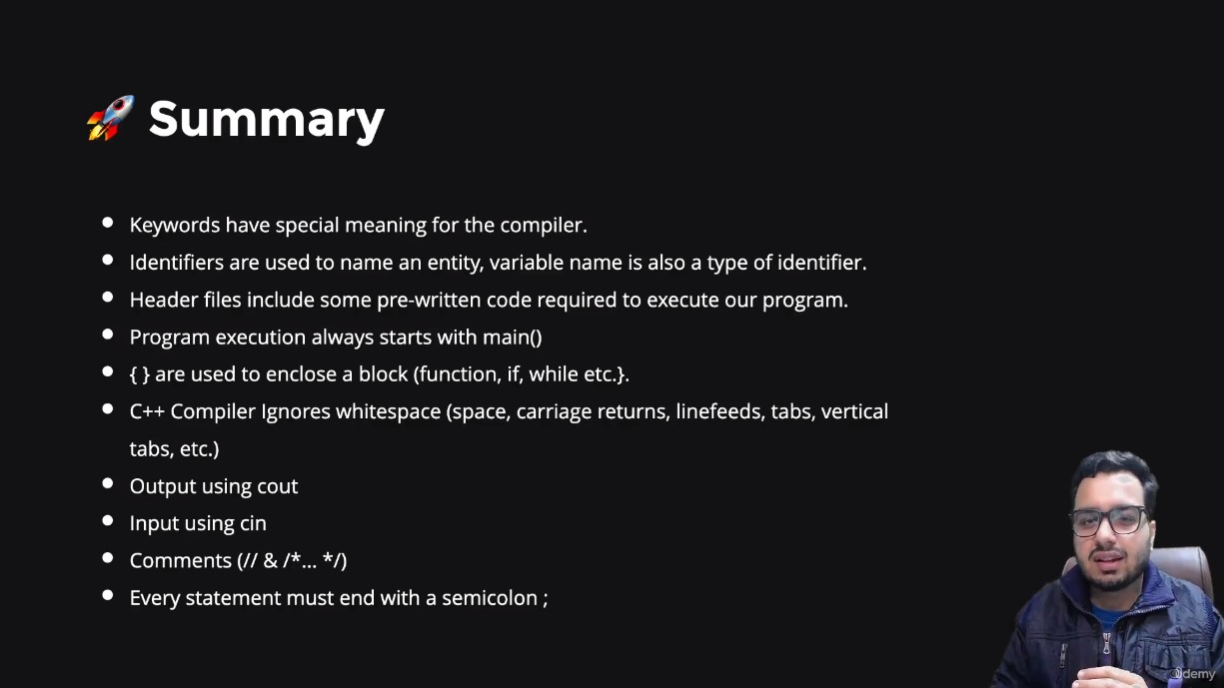 Summary
Keywords have special meaning for the compiler.
Identifiers are used to name an entity, variable name is also a type of identifier.
Header files include some pre-written code required to execute our program.
Program execution always starts with main()
{ } are used to enclose a block (function, if, while etc.}.
C++ Compiler Ignores whitespace (space, carriage returns, linefeeds, tabs, vertical
tabs, etc.)
Output using cout
Input using cin
Comments (// & /*... */)
Every statement must end with a semicolon ;
ûdemy